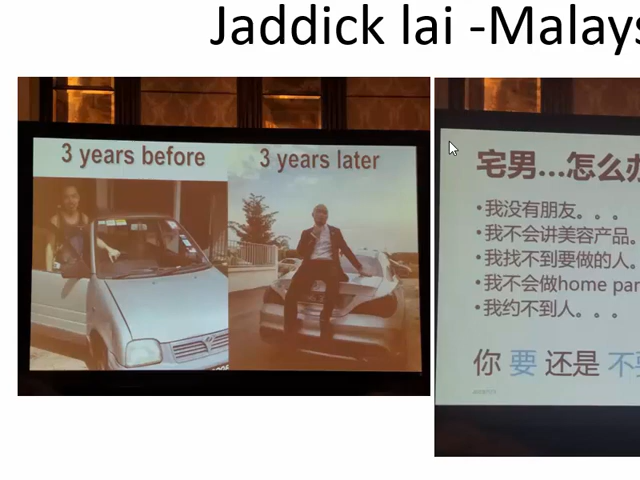 Jaddick lai -Malays
3 years before
3 years later
宅男...怎么办
•我没有朋友。。。
•我不会讲美容产品。
•我找不到要做的人。
•我不会做home par
•我约不到人。。。
你 要 还是 不要